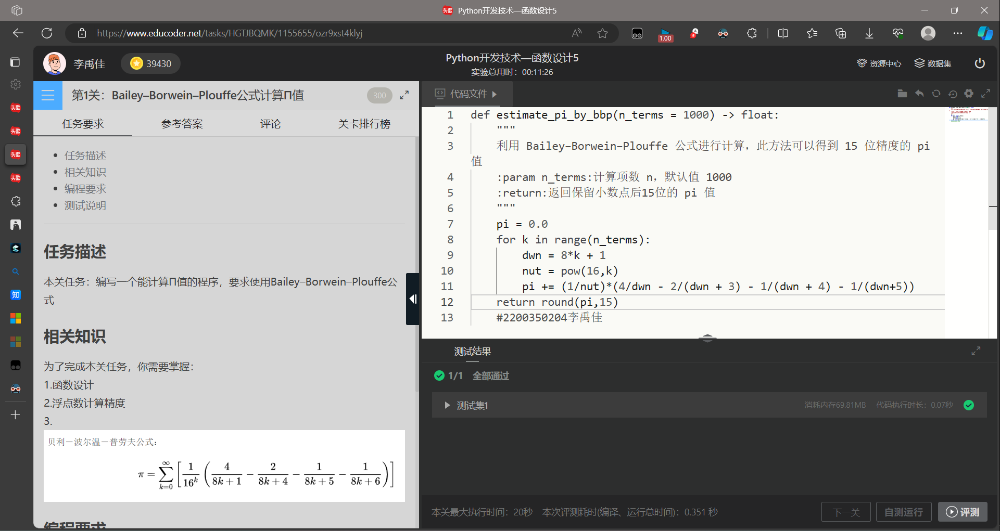 Python开发技术—函数设计5
https://www.educoder.net/tasks/HGTJBQMK/1155655/ozr9xst4klyj
1.00
李禹佳
39430
Python开发技术—函数设计5
实验总用时：00:11:26
资源中心
数据集
第1关：Bailey–Borwein–Plouffe公式计算Π值
300
任务要求
参考答案
评论
关卡排行榜
任务描述
相关知识
编程要求
测试说明
任务描述
本关任务：编写一个能计算Π值的程序，要求使用Bailey–Borwein–Plouffe公
式
相关知识
为了完成本关任务，你需要掌握：
1.函数设计
2.浮点数计算精度
3.
贝利－波尔温－普劳夫公式：
π = ∞ ∑ k=0 [ 1/16^k ( 4/8k + 1 − 2/8k + 4 − 1/8k + 5 − 1/8k + 6 ) ]
编程要求
代码文件
1 def estimate_pi_by_bbp(n_terms = 1000) -> float:
2 """
3 利用 Bailey–Borwein–Plouffe 公式进行计算，此方法可以得到 15 位精度的 pi
值
4 :param n_terms:计算项数 n，默认值 1000
5 :return:返回保留小数点后15位的 pi 值
6 """
7 pi = 0.0
8 for k in range(n_terms):
9 dwn = 8*k + 1
10 nut = pow(16,k)
11 pi += (1/nut)*(4/dwn - 2/(dwn + 3) - 1/(dwn + 4) - 1/(dwn+5))
12 return round(pi,15)
13 #2200350204李禹佳
测试结果
1/1 全部通过
测试集1
消耗内存69.81MB 代码执行时长：0.07秒
本关最大执行时间：20秒 本次评测耗时(编译、运行总时间)：0.351 秒
下一关
自测运行
评测
头歌
头歌
头歌
头歌
头歌
知